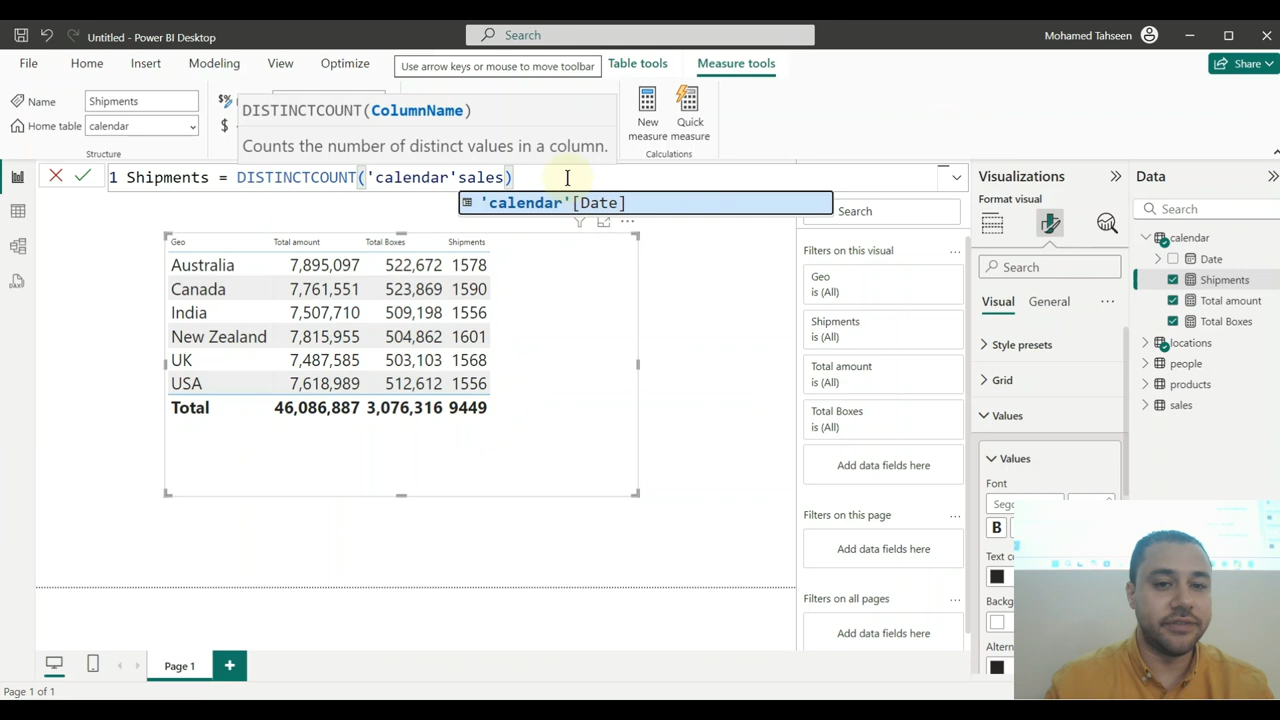 Untitled - Power BI Desktop
Search
Mohamed Tahseen
File
Home
Insert
Modeling
View
Optimize
Use arrow keys or mouse to move toolbar
Table tools
Measure tools
Share
Name
Shipments
Home table
calendar
Structure
$%
$
DISTINCTCOUNT(ColumnName)
Counts the number of distinct values in a column.
New
measure
Quick
measure
Calculations
1 Shipments = DISTINCTCOUNT('calendar'sales)
'calendar'[Date]
Geo Total amount Total Boxes Shipments
Australia 7,895,097 522,672 1578
Canada 7,761,551 523,869 1590
India 7,507,710 509,198 1556
New Zealand 7,815,955 504,862 1601
UK 7,487,585 503,103 1568
USA 7,618,989 512,612 1556
Total 46,086,887 3,076,316 9449
Search
Filters on this visual
Geo
is (All)
Shipments
is (All)
Total amount
is (All)
Total Boxes
is (All)
Add data fields here
Filters on this page
Add data fields here
Filters on all pages
Add data fields here
Visualizations
Format visual
Search
Visual
General
Style presets
Grid
Values
Values
Font
B
Data
Search
calendar
Date
Shipments
Total amount
Total Boxes
locations
people
products
sales
Page 1
Page 1 of 1